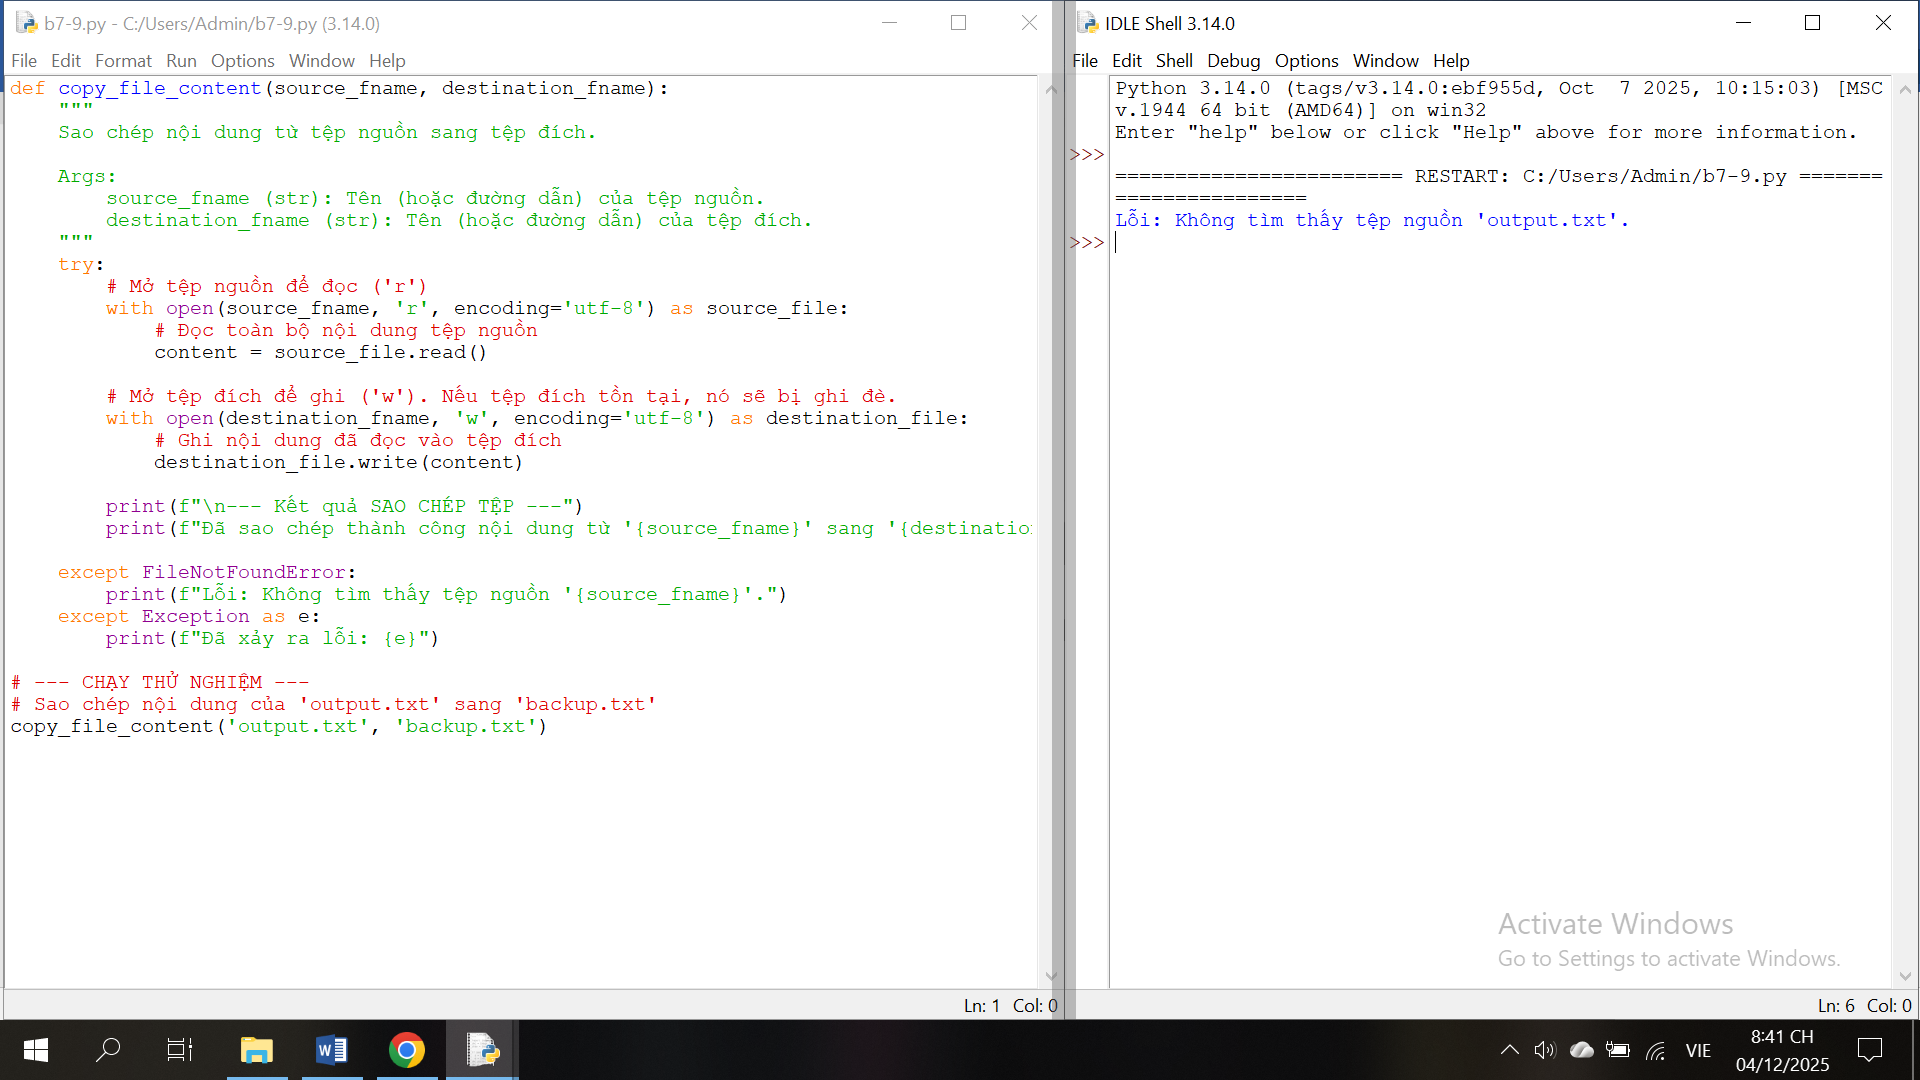 b7-9.py - C:/Users/Admin/b7-9.py (3.14.0)
File Edit Format Run Options Window Help
def copy_file_content(source_fname, destination_fname):
    """
    Sao chép nội dung từ tệp nguồn sang tệp đích.
    Args:
        source_fname (str): Tên (hoặc đường dẫn) của tệp nguồn.
        destination_fname (str): Tên (hoặc đường dẫn) của tệp đích.
    """
    try:
        # Mở tệp nguồn để đọc ('r')
        with open(source_fname, 'r', encoding='utf-8') as source_file:
            # Đọc toàn bộ nội dung tệp nguồn
            content = source_file.read()
        # Mở tệp đích để ghi ('w'). Nếu tệp đích tồn tại, nó sẽ bị ghi đè.
        with open(destination_fname, 'w', encoding='utf-8') as destination_file:
            # Ghi nội dung đã đọc vào tệp đích
            destination_file.write(content)
        print(f"\n--- Kết quả SAO CHÉP TỆP ---")
        print(f"Đã sao chép thành công nội dung từ '{source_fname}' sang '{destinatio
    except FileNotFoundError:
        print(f"Lỗi: Không tìm thấy tệp nguồn '{source_fname}'.")
    except Exception as e:
        print(f"Đã xảy ra lỗi: {e}")
# --- CHẠY THỬ NGHIỆM ---
# Sao chép nội dung của 'output.txt' sang 'backup.txt'
copy_file_content('output.txt', 'backup.txt')
Ln: 1 Col: 0
IDLE Shell 3.14.0
File Edit Shell Debug Options Window Help
Python 3.14.0 (tags/v3.14.0:ebf955d, Oct  7 2025, 10:15:03) [MSC
v.1944 64 bit (AMD64)] on win32
Enter "help" below or click "Help" above for more information.
>>>
======================== RESTART: C:/Users/Admin/b7-9.py =======
================
Lỗi: Không tìm thấy tệp nguồn 'output.txt'.
>>>
Activate Windows
Go to Settings to activate Windows.
Ln: 6 Col: 0
VIE
8:41 CH
04/12/2025